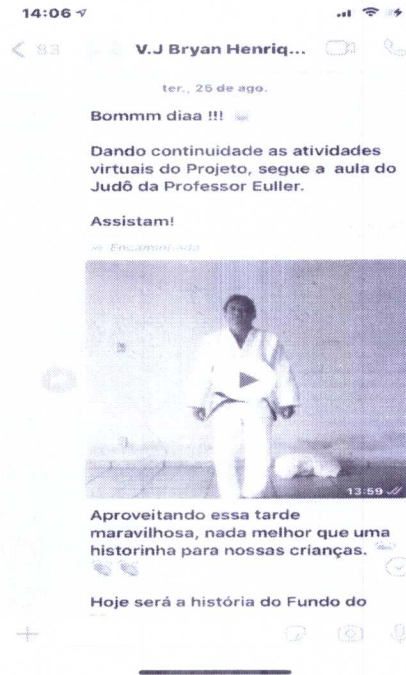 14:06
83
V.J Bryan Henriq...
ter., 25 de ago.
Bommm diaa !!!
Dando continuidade as atividades
virtuais do Projeto, segue a aula do
Judô da Professor Euller.
Assistam!
Encaminhada
13:59
Aproveitando essa tarde
maravilhosa, nada melhor que uma
historinha para nossas crianças.
Hoje será a história do Fundo do